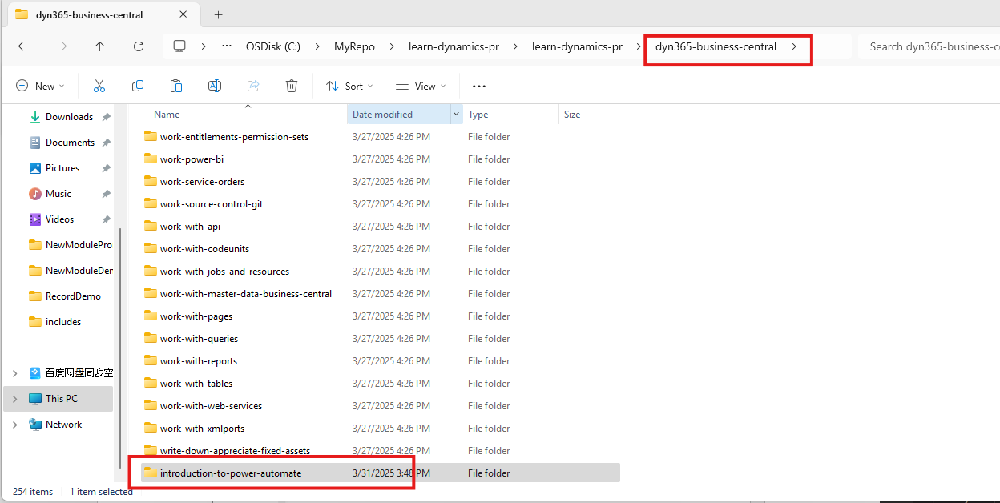 dyn365-business-central
OSDisk (C:) MyRepo learn-dynamics-pr learn-dynamics-pr dyn365-business-central Search dyn365-business-c
New Sort View
Name Date modified Type Size
Downloads
Documents
Pictures
Music
Videos
NewModulePro
NewModuleDer
RecordDemo
includes
百度网盘同步空
This PC
Network
work-entitlements-permission-sets 3/27/2025 4:26 PM File folder
work-power-bi 3/27/2025 4:26 PM File folder
work-service-orders 3/27/2025 4:26 PM File folder
work-source-control-git 3/27/2025 4:26 PM File folder
work-with-api 3/27/2025 4:26 PM File folder
work-with-codeunits 3/27/2025 4:26 PM File folder
work-with-jobs-and-resources 3/27/2025 4:26 PM File folder
work-with-master-data-business-central 3/27/2025 4:26 PM File folder
work-with-pages 3/27/2025 4:26 PM File folder
work-with-queries 3/27/2025 4:26 PM File folder
work-with-reports 3/27/2025 4:26 PM File folder
work-with-tables 3/27/2025 4:26 PM File folder
work-with-web-services 3/27/2025 4:26 PM File folder
work-with-xmlports 3/27/2025 4:26 PM File folder
write-down-appreciate-fixed-assets 3/27/2025 4:26 PM File folder
introduction-to-power-automate 3/31/2025 3:48 PM File folder
254 items 1 item selected